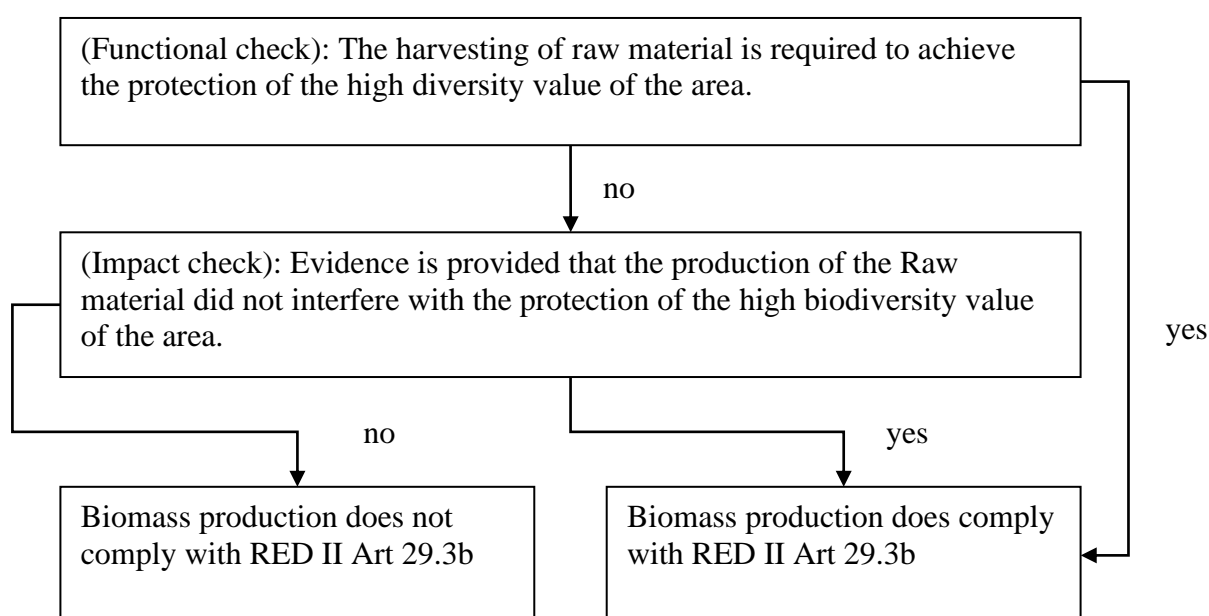 (Functional check): The harvesting of raw material is required to achieve
the protection of the high diversity value of the area.
no
(Impact check): Evidence is provided that the production of the Raw
material did not interfere with the protection of the high biodiversity value
of the area.
yes
no
yes
Biomass production does not
comply with RED II Art 29.3b
Biomass production does comply
with RED II Art 29.3b